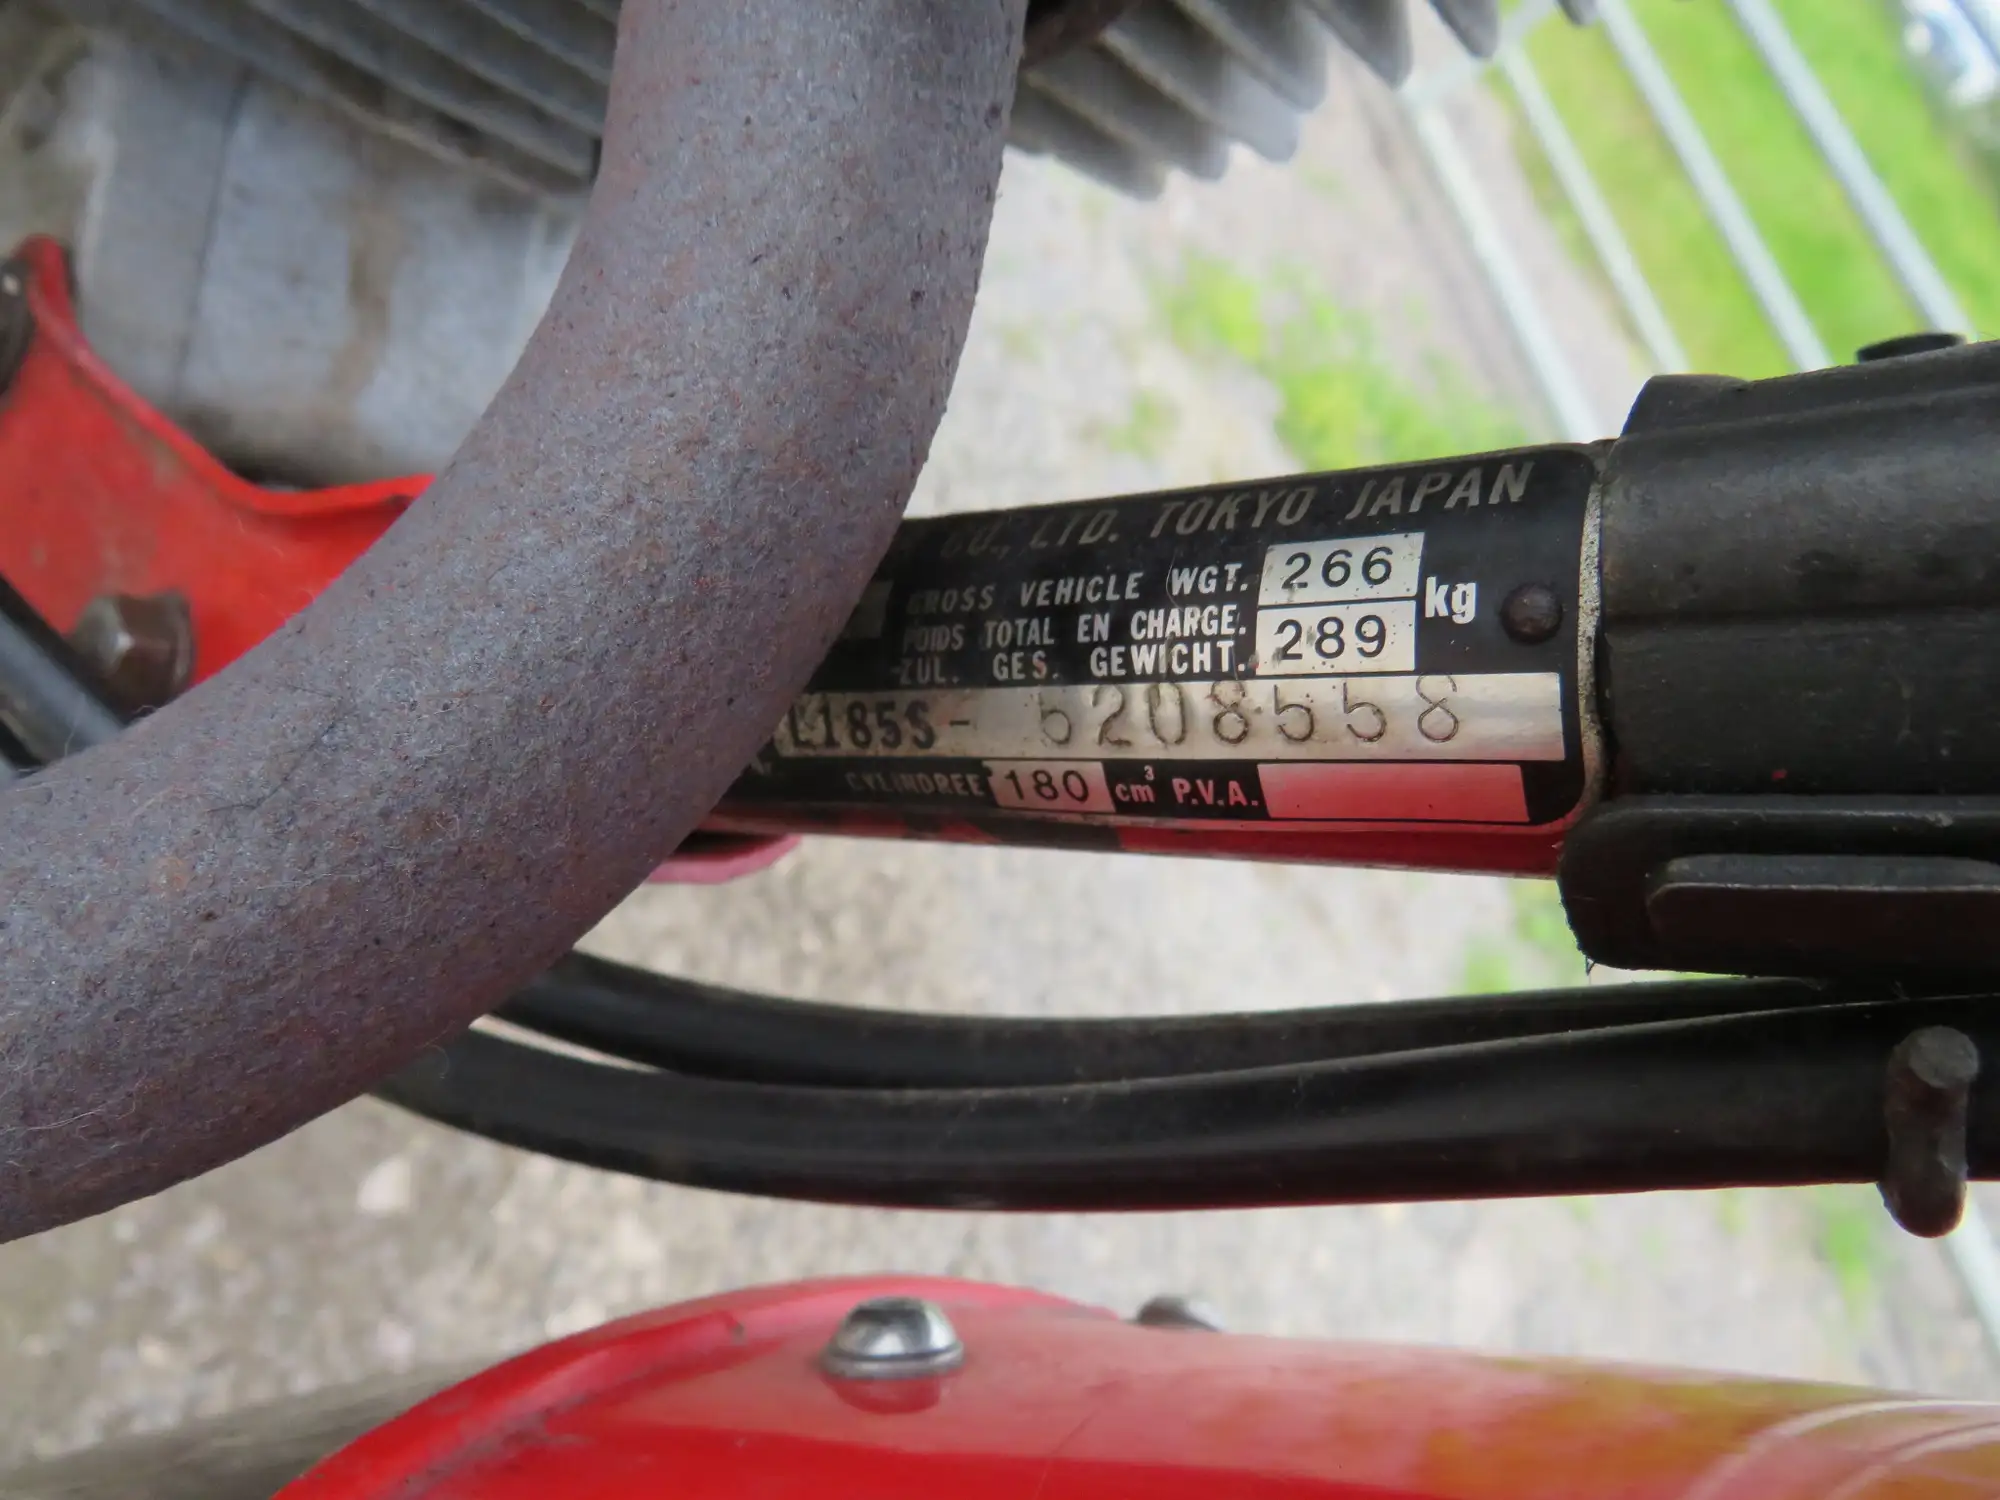 CO., LTD. TOKYO JAPAN
GROSS VEHICLE WGT. 266
POIDS TOTAL EN CHARGE. kg
ZUL. GES. GEWICHT. 289
L185S- 5208558
CYLINDREE 180 cm³ P.V.A.